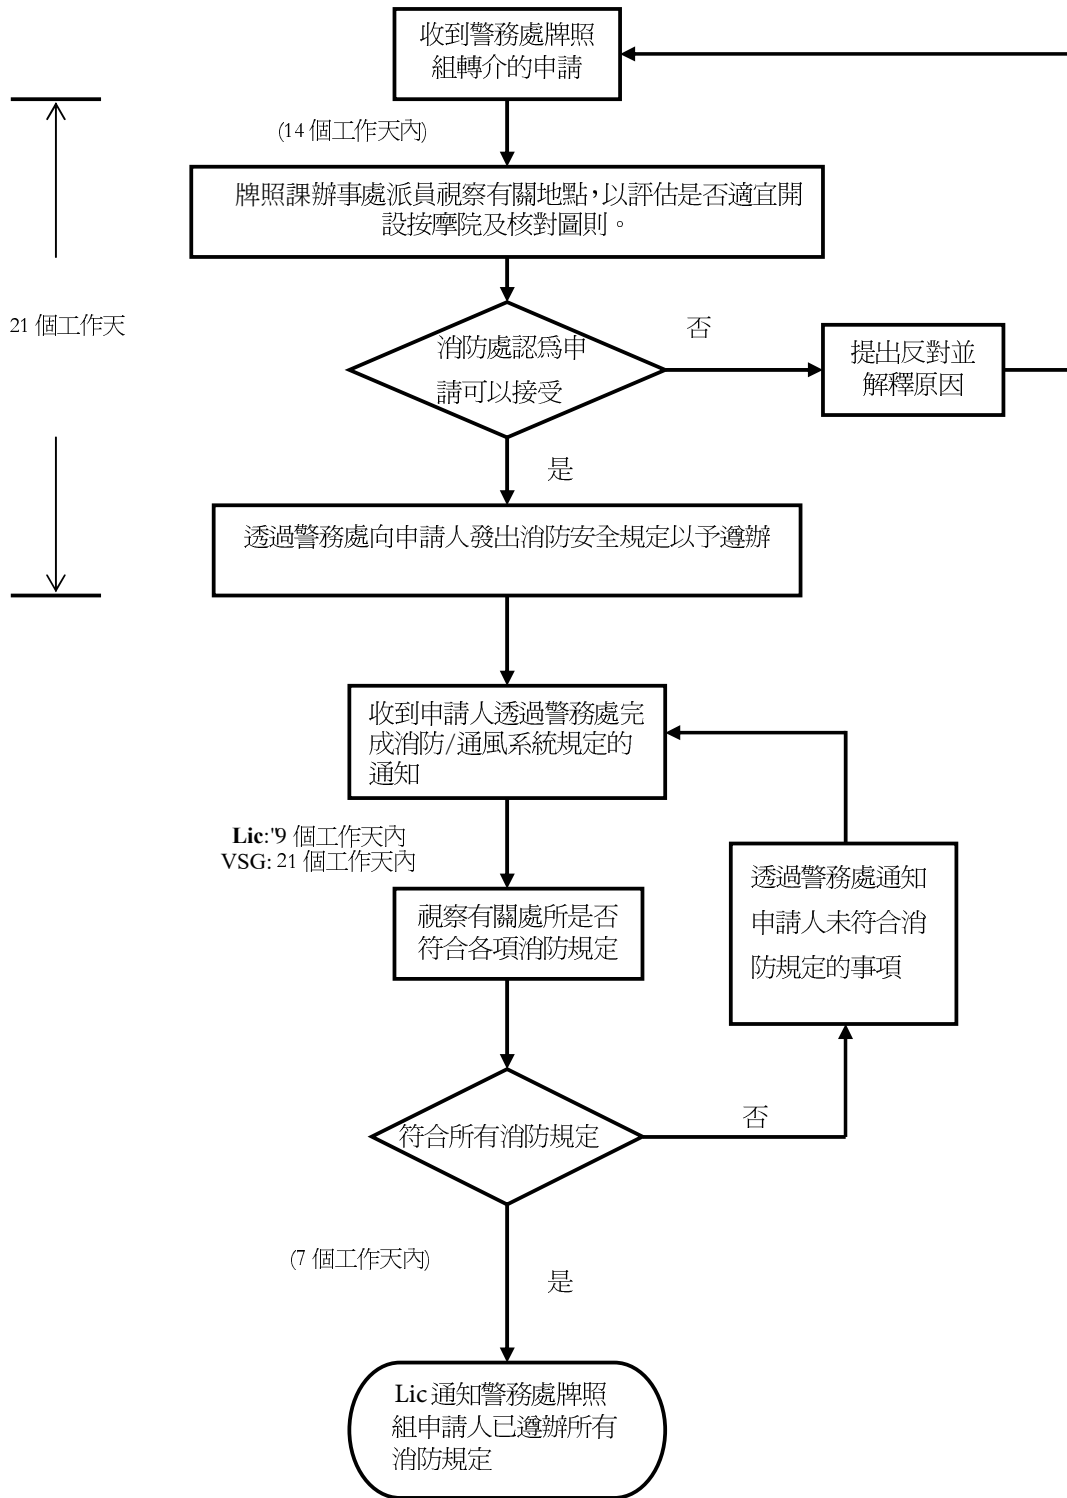 收到警務處牌照
組轉介的申請
(14 個工作天內)
牌照課辦事處派員視察有關地點，以評估是否適宜開
設按摩院及核對圖則。
21 個工作天
消防處認爲申
請可以接受
否
提出反對並
解釋原因
是
透過警務處向申請人發出消防安全規定以予遵辦
收到申請人透過警務處完
成消防/通風系統規定的
通知
Lic:"9 個工作天內
VSG: 21 個工作天內
視察有關處所是否
符合各項消防規定
透過警務處通知
申請人未符合消
防規定的事項
符合所有消防規定
否
(7 個工作天內)
是
Lic 通知警務處牌照
組申請人已遵辦所有
消防規定